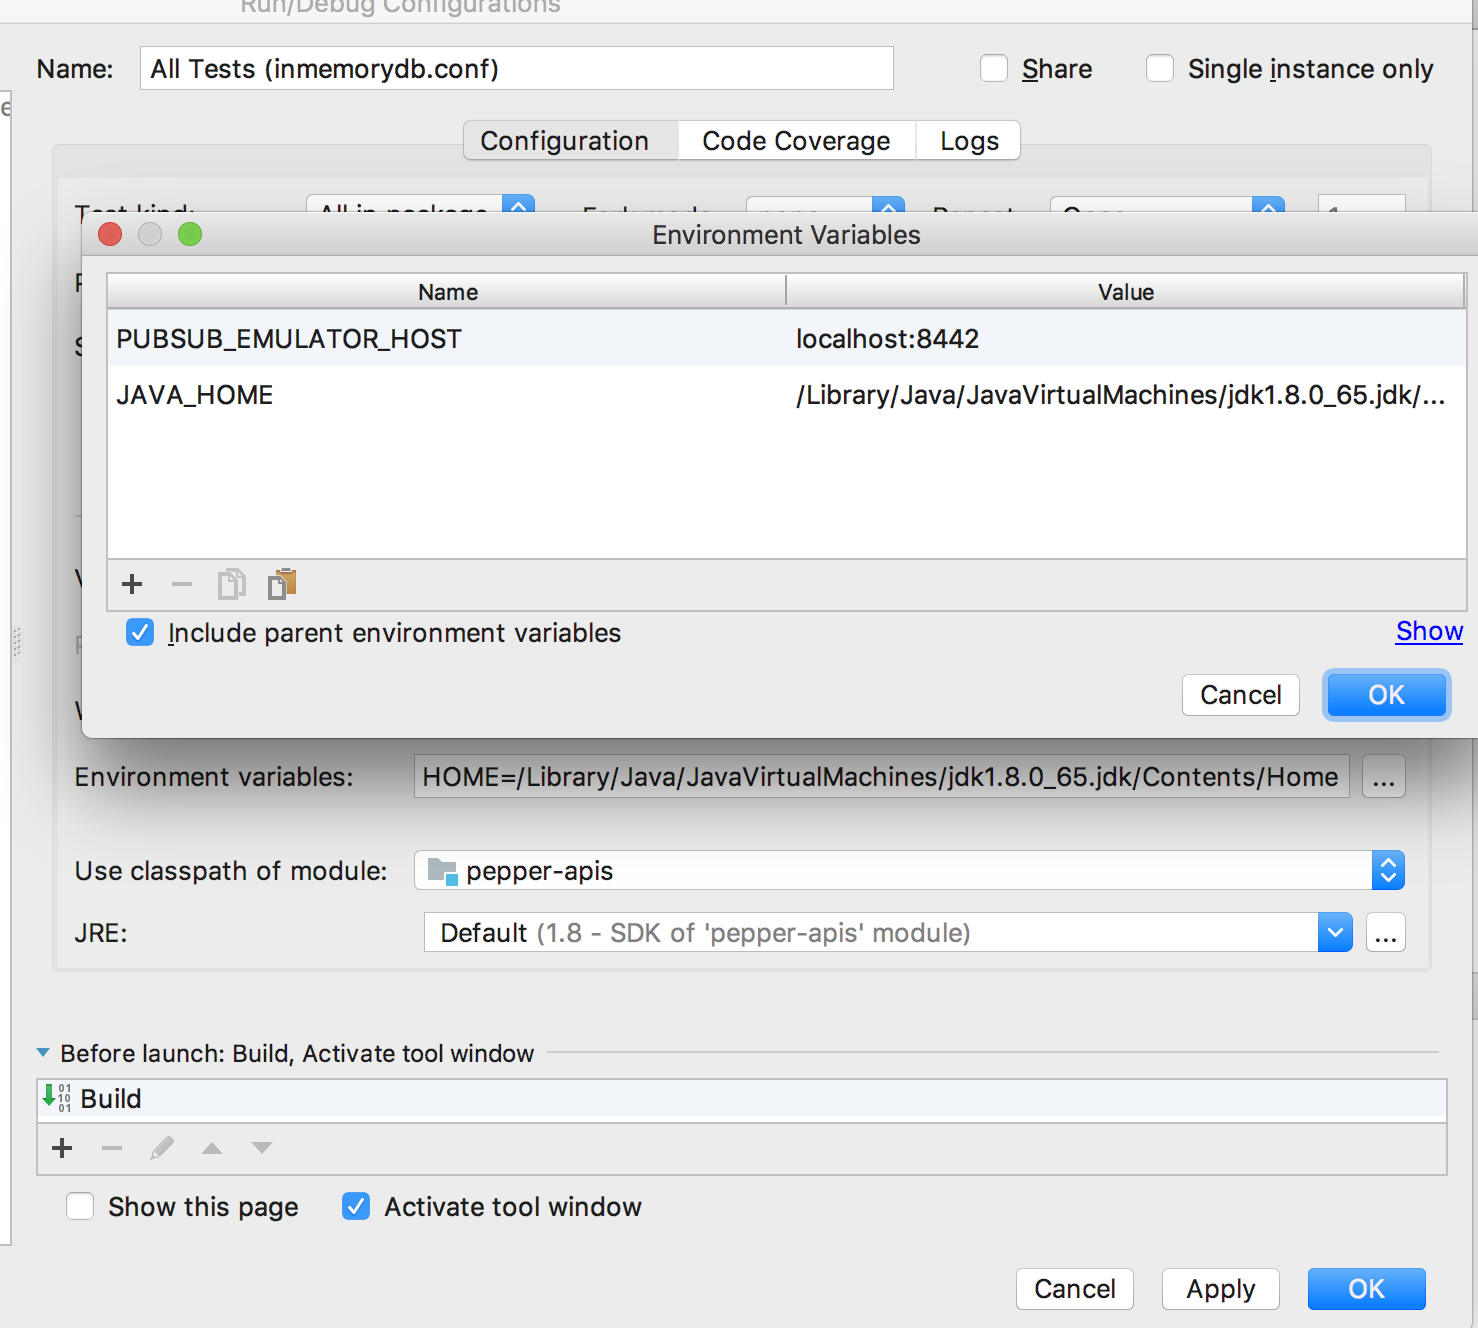 Run/Debug Configurations
Name: All Tests (inmemorydb.conf) Share Single instance only
Configuration Code Coverage Logs
Test kind: All in package Fork mode none Repeat Once 1
Environment Variables
Name Value
PUBSUB_EMULATOR_HOST localhost:8442
JAVA_HOME /Library/Java/JavaVirtualMachines/jdk1.8.0_65.jdk/...
Include parent environment variables Show
Cancel OK
Environment variables: HOME=/Library/Java/JavaVirtualMachines/jdk1.8.0_65.jdk/Contents/Home ...
Use classpath of module: pepper-apis
JRE: Default (1.8 - SDK of 'pepper-apis' module) ...
Before launch: Build, Activate tool window
Build
Show this page Activate tool window
Cancel Apply OK